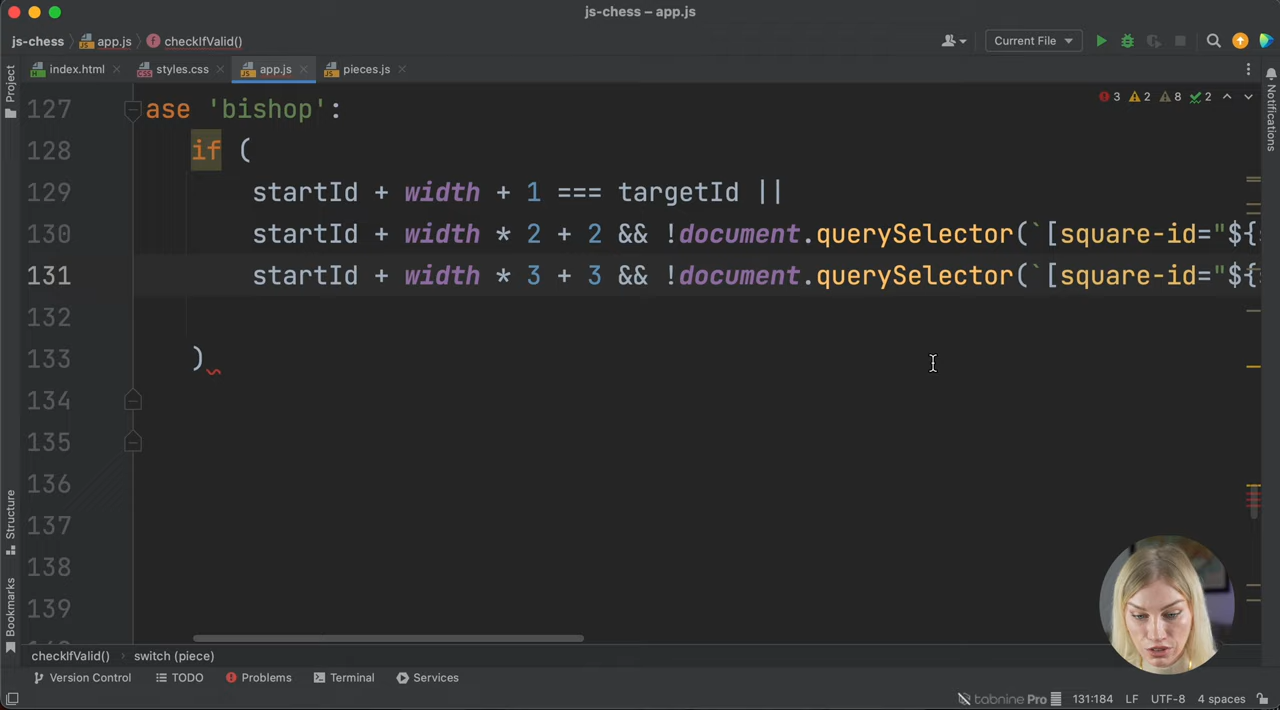 js-chess – app.js
js-chess app.js checkIfValid() Current File
index.html styles.css app.js pieces.js
Project
Notifications
3 2 8 2
127 ase 'bishop':
128 if (
129 startId + width + 1 === targetId ||
130 startId + width * 2 + 2 && !document.querySelector(`[square-id="${
131 startId + width * 3 + 3 && !document.querySelector(`[square-id="${
132
133 )
134
135
136
137
138
139
Structure
Bookmarks
checkIfValid() switch (piece)
Version Control TODO Problems Terminal Services
tabnine Pro 131:184 LF UTF-8 4 spaces